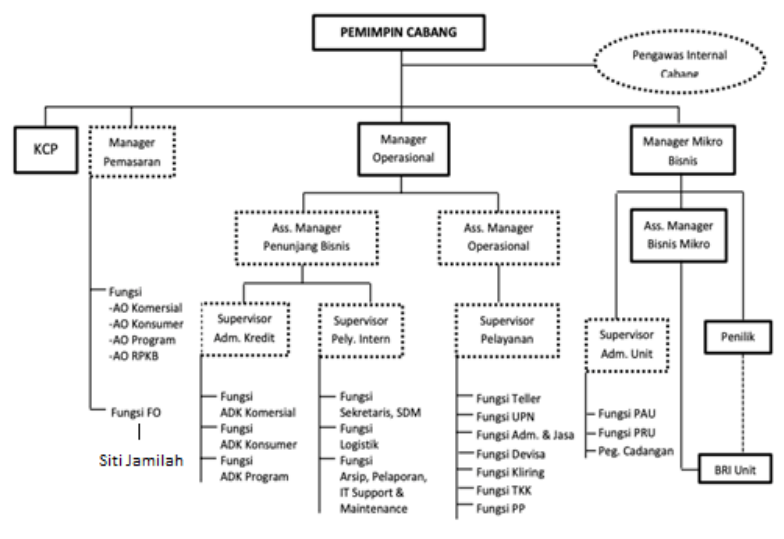 PEMIMPIN CABANG
Pengawas Internal
Cabang
KCP
Manager
Pemasaran
Manager
Operasional
Manager Mikro
Bisnis
Ass. Manager
Penunjang Bisnis
Ass. Manager
Operasional
Ass. Manager
Bisnis Mikro
Fungsi
-AO Komersial
-AO Konsumer
-AO Program
-AO RPKB
Fungsi FO
Siti Jamilah
Supervisor
Adm. Kredit
Supervisor
Pely. Intern
Supervisor
Pelayanan
Supervisor
Adm. Unit
Penilik
Fungsi
ADK Komersial
Fungsi
ADK Konsumer
Fungsi
ADK Program
Fungsi
Sekretaris, SDM
Fungsi
Logistik
Fungsi
Arsip, Pelaporan,
IT Support &
Maintenance
Fungsi Teller
Fungsi UPN
Fungsi Adm. & Jasa
Fungsi Devisa
Fungsi Kliring
Fungsi TKK
Fungsi PP
Fungsi PAU
Fungsi PRU
Peg. Cadangan
BRI Unit